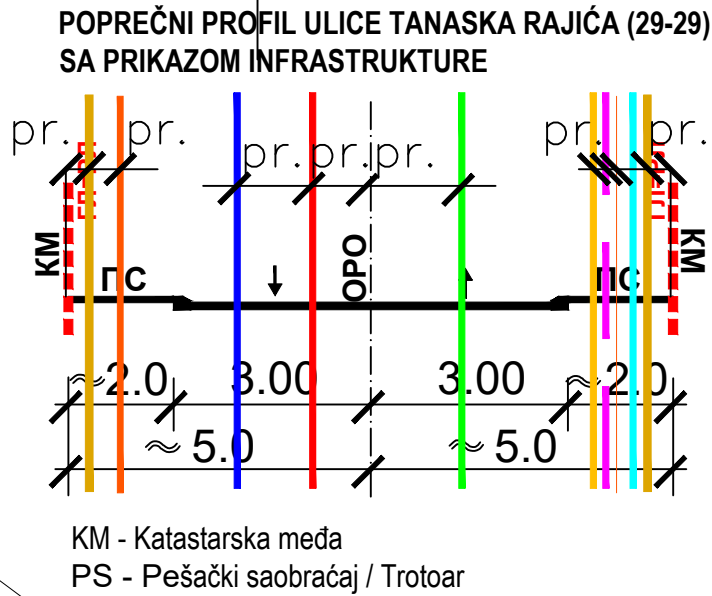 POPREČNI PROFIL ULICE TANASKA RAJIĆA (29-29)
SA PRIKAZOM INFRASTRUKTURE
pr. pr. pr. pr. pr. pr. pr.
КМ ОРО КМ
ПС ПС
≈2.0 3.00 3.00 ≈2.0
≈ 5.0 ≈ 5.0
KM - Katastarska međa
PS - Pešački saobraćaj / Trotoar